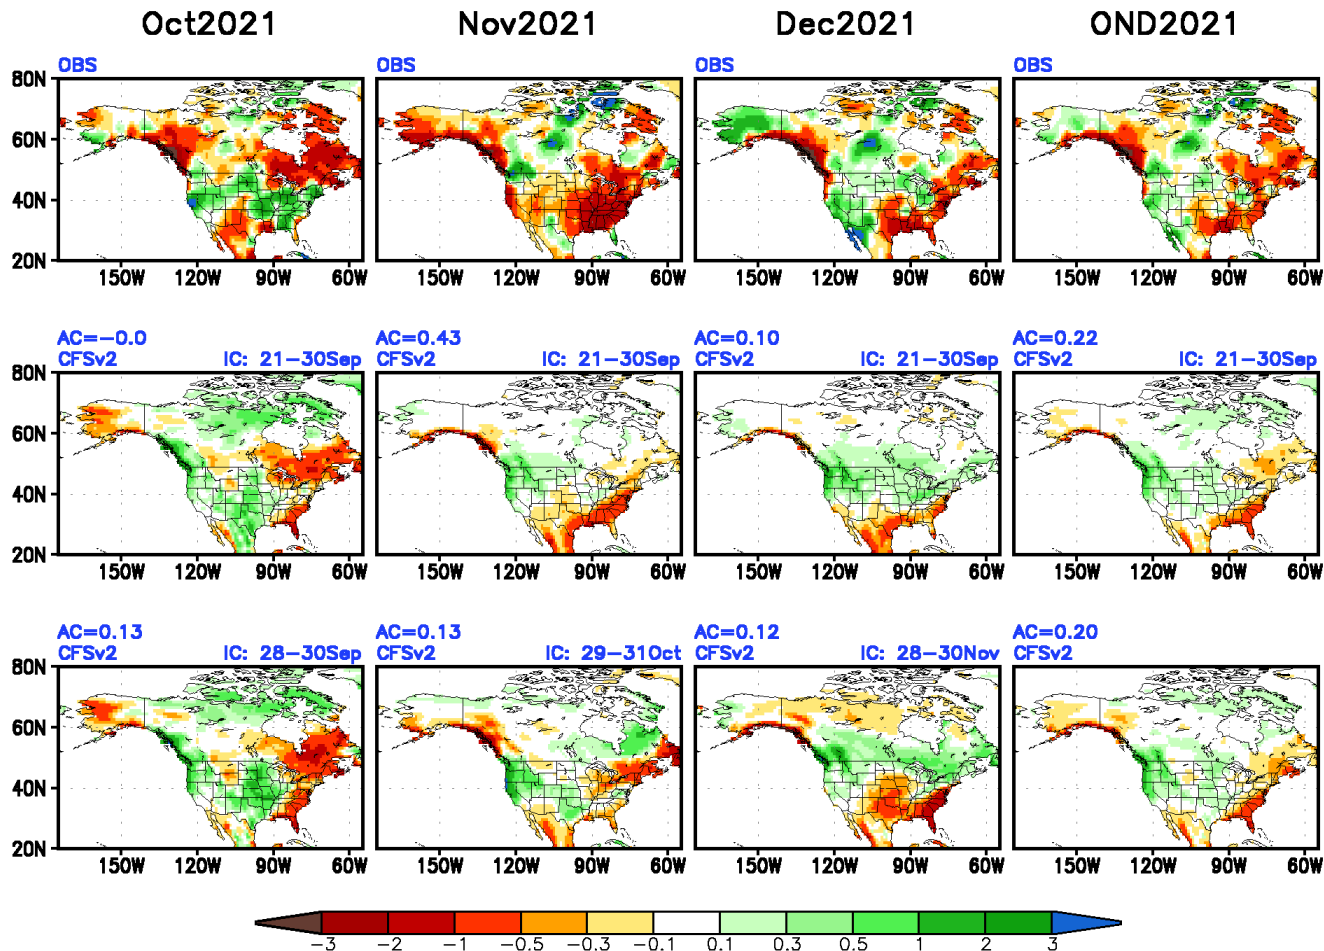 Oct2021 Nov2021 Dec2021 OND2021
OBS OBS OBS OBS
80N
60N
40N
20N
150W 120W 90W 60W 150W 120W 90W 60W 150W 120W 90W 60W 150W 120W 90W 60W
AC=-0.0 AC=0.43 AC=0.10 AC=0.22
CFSv2 IC: 21-30Sep CFSv2 IC: 21-30Sep CFSv2 IC: 21-30Sep CFSv2 IC: 21-30Sep
80N
60N
40N
20N
150W 120W 90W 60W 150W 120W 90W 60W 150W 120W 90W 60W 150W 120W 90W 60W
AC=0.13 AC=0.13 AC=0.12 AC=0.20
CFSv2 IC: 28-30Sep CFSv2 IC: 29-31Oct CFSv2 IC: 28-30Nov CFSv2
80N
60N
40N
20N
150W 120W 90W 60W 150W 120W 90W 60W 150W 120W 90W 60W 150W 120W 90W 60W
-3 -2 -1 -0.5 -0.3 -0.1 0.1 0.3 0.5 1 2 3